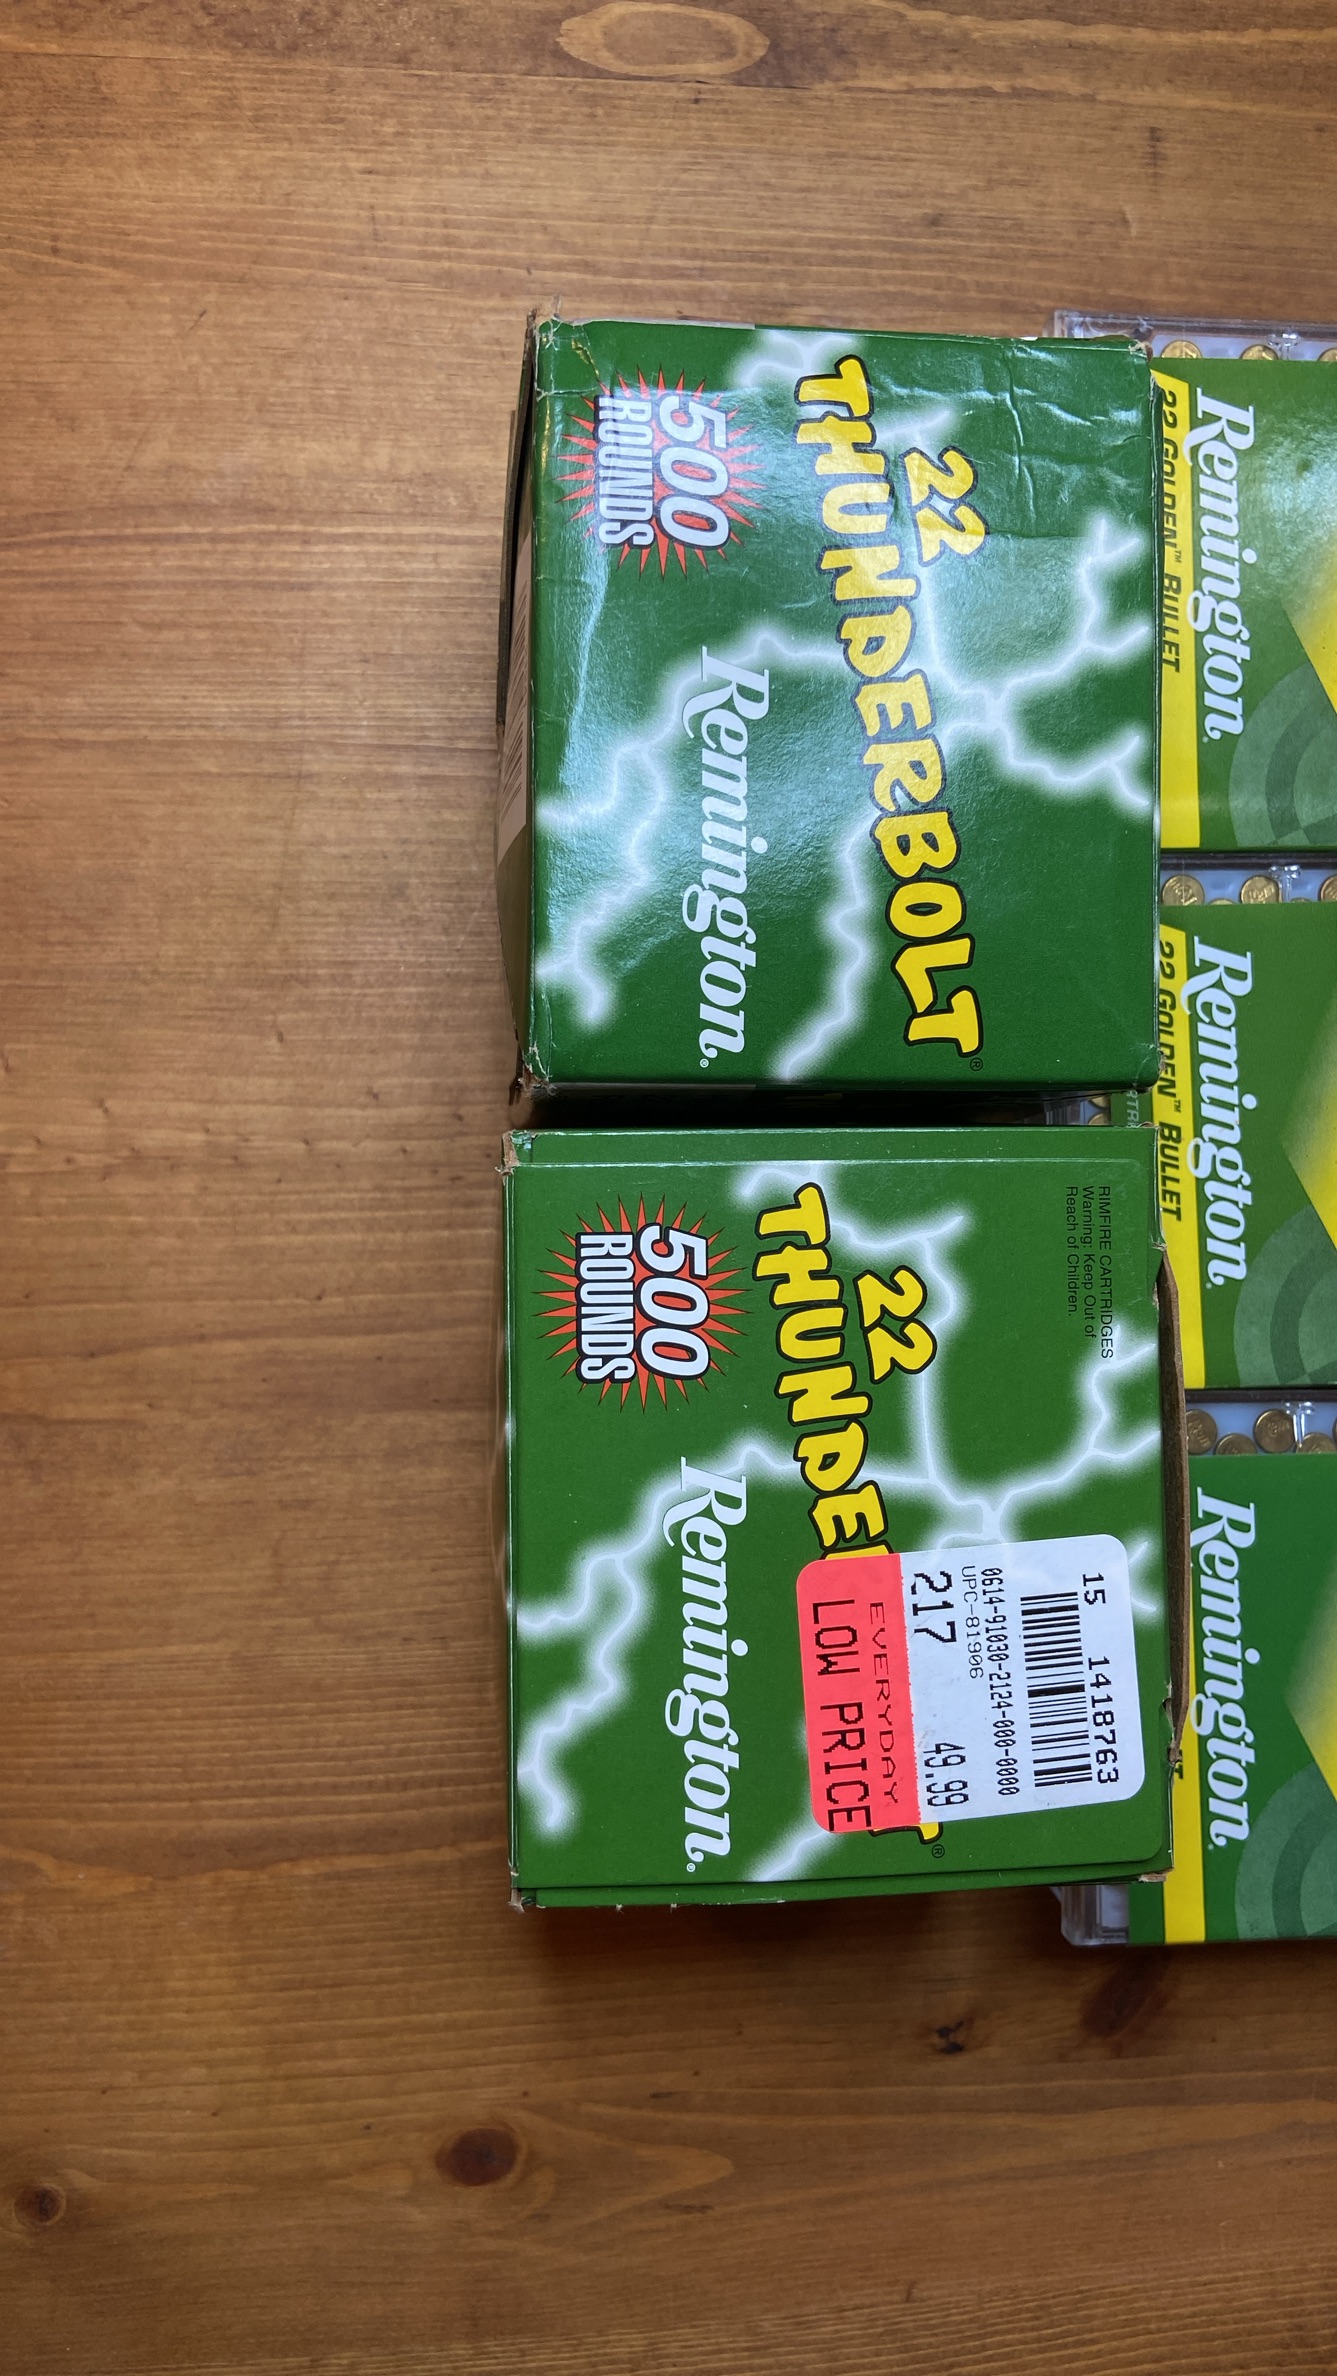 22
THUNDERBOLT®
Remington®
500
ROUNDS
RIMFIRE CARTRIDGES
Warning: Keep Out of
Reach of Children.
22
THUNDE
Remington®
500
ROUNDS
15 1418763
0614-91030-2124-000-0000
UPC-81906
217 49.99
EVERYDAY
LOW PRICE
Remington
22 GOLDEN™ BULLET
Remington
22 GOLDEN™ BULLET
Remington